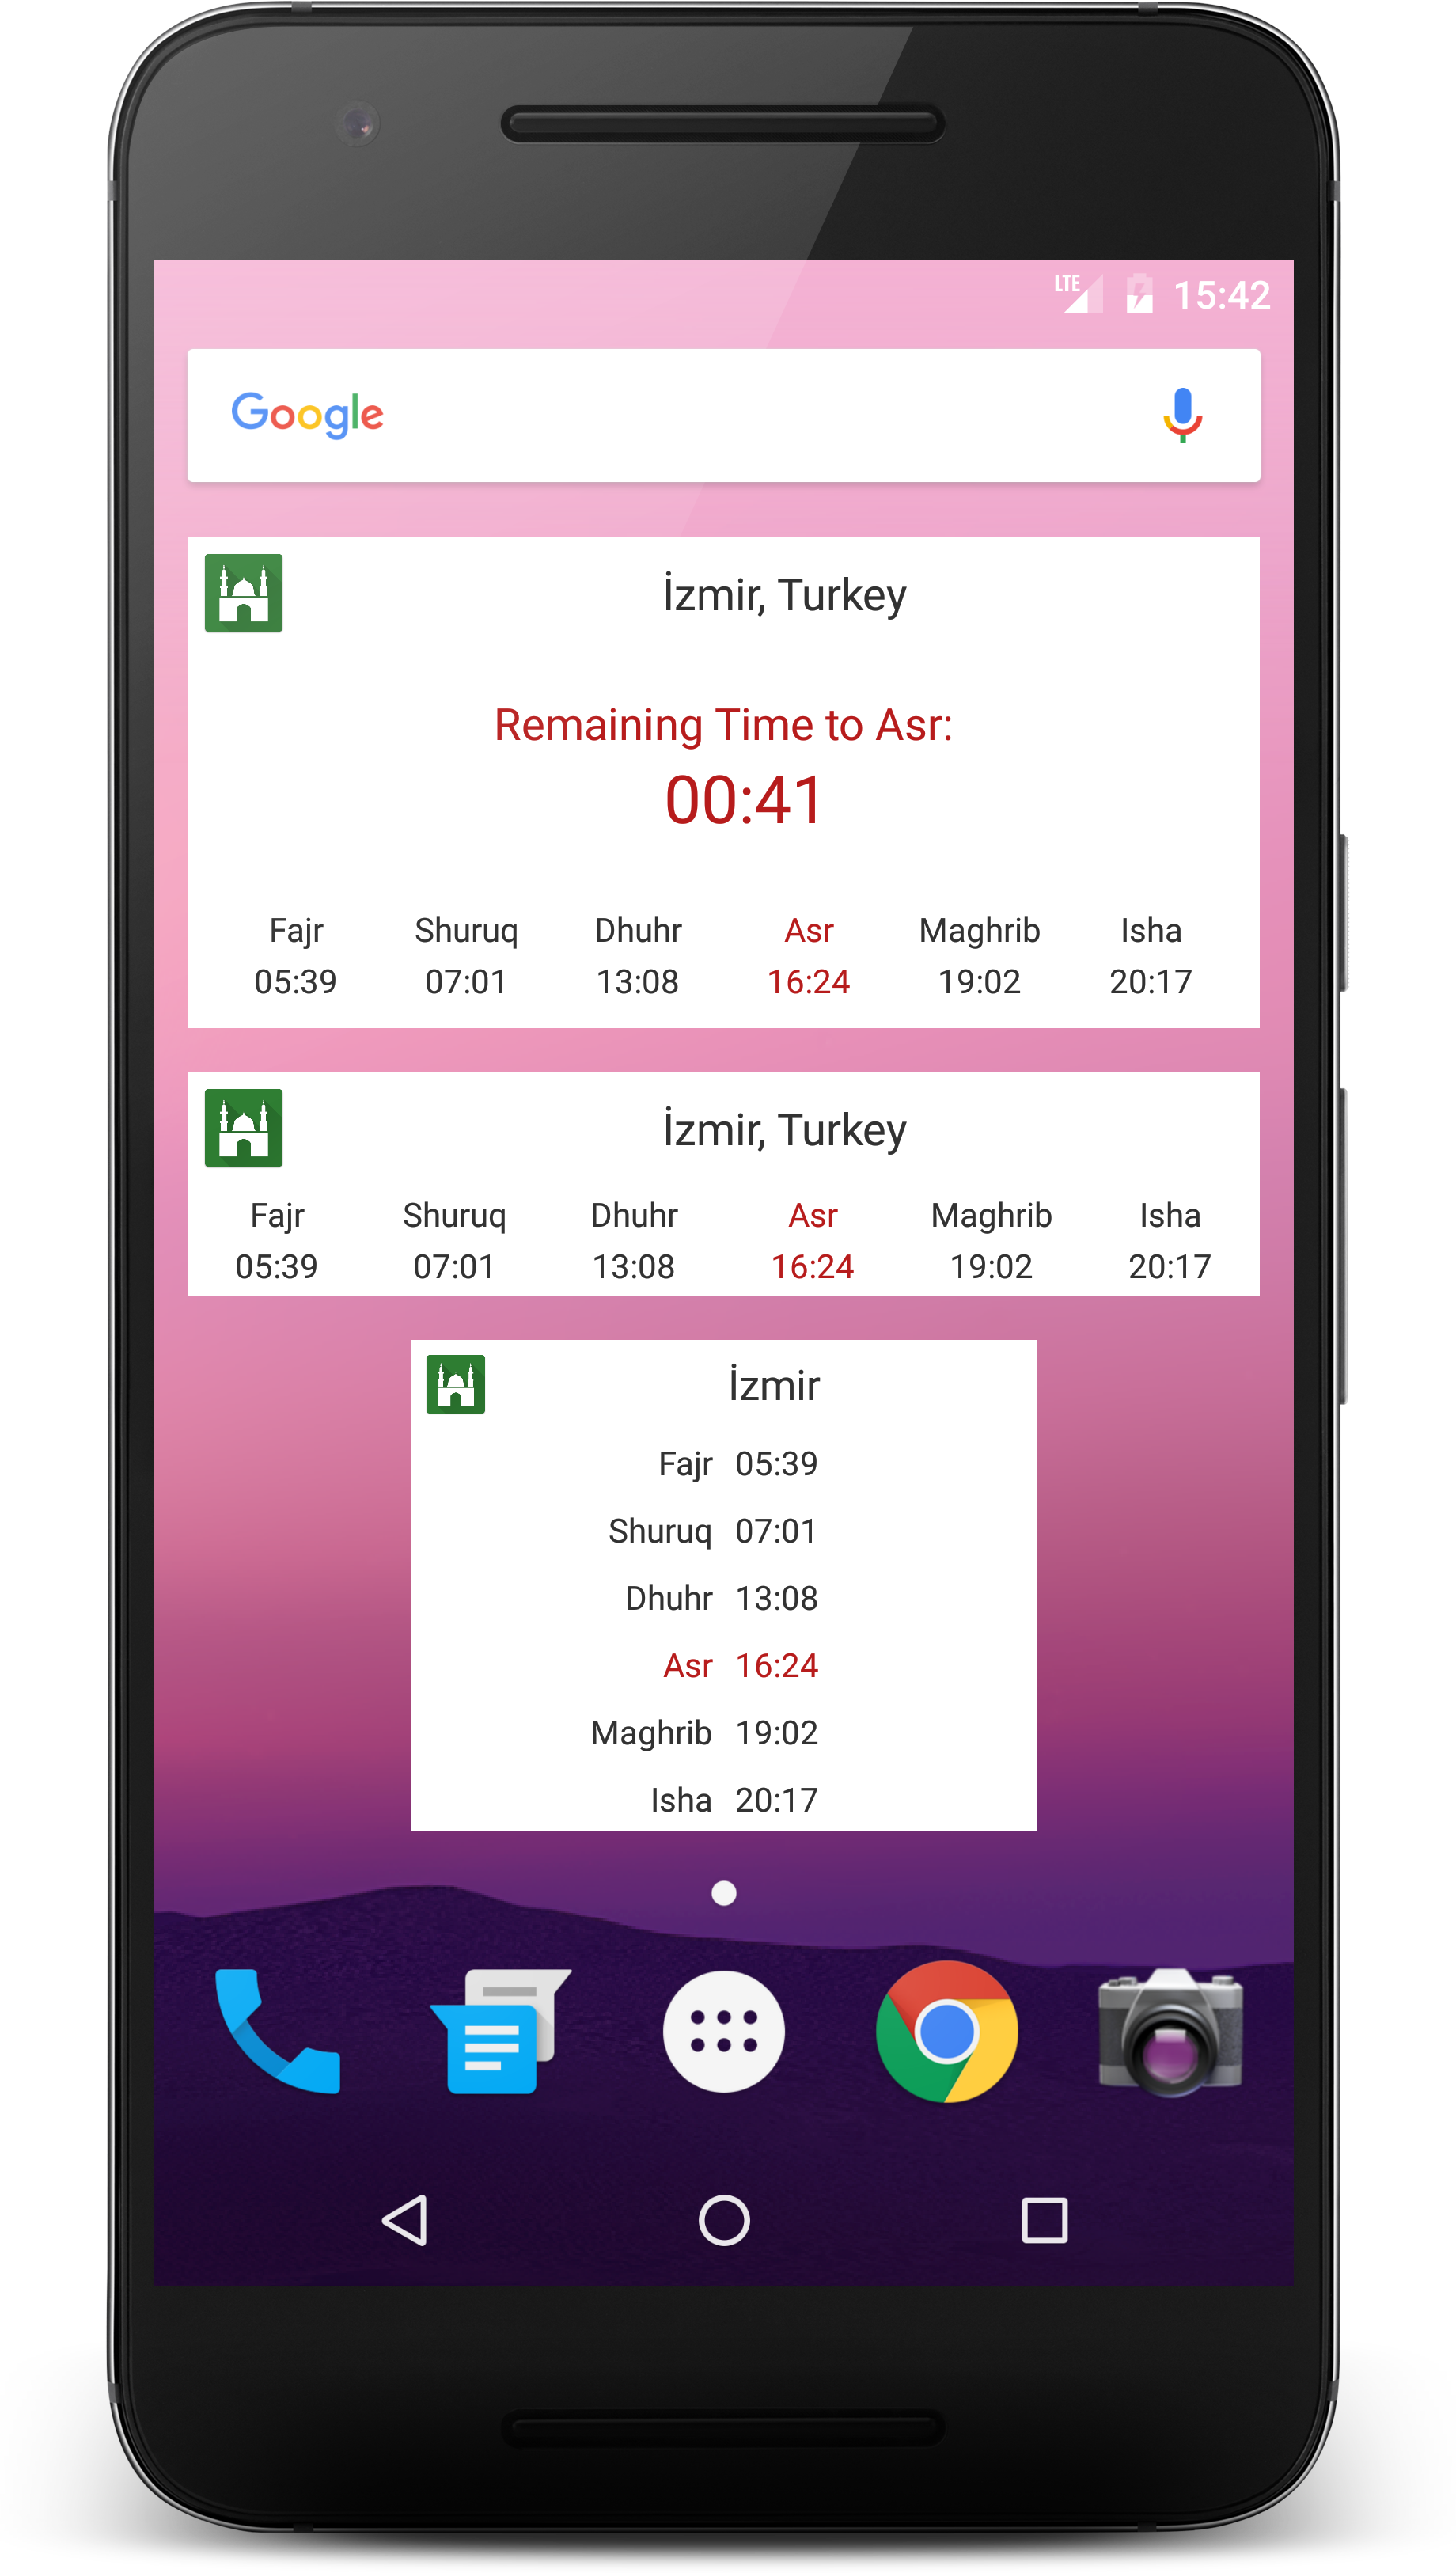 LTE 15:42
Google
İzmir, Turkey
Remaining Time to Asr:
00:41
Fajr Shuruq Dhuhr Asr Maghrib Isha
05:39 07:01 13:08 16:24 19:02 20:17
İzmir, Turkey
Fajr Shuruq Dhuhr Asr Maghrib Isha
05:39 07:01 13:08 16:24 19:02 20:17
İzmir
Fajr 05:39
Shuruq 07:01
Dhuhr 13:08
Asr 16:24
Maghrib 19:02
Isha 20:17